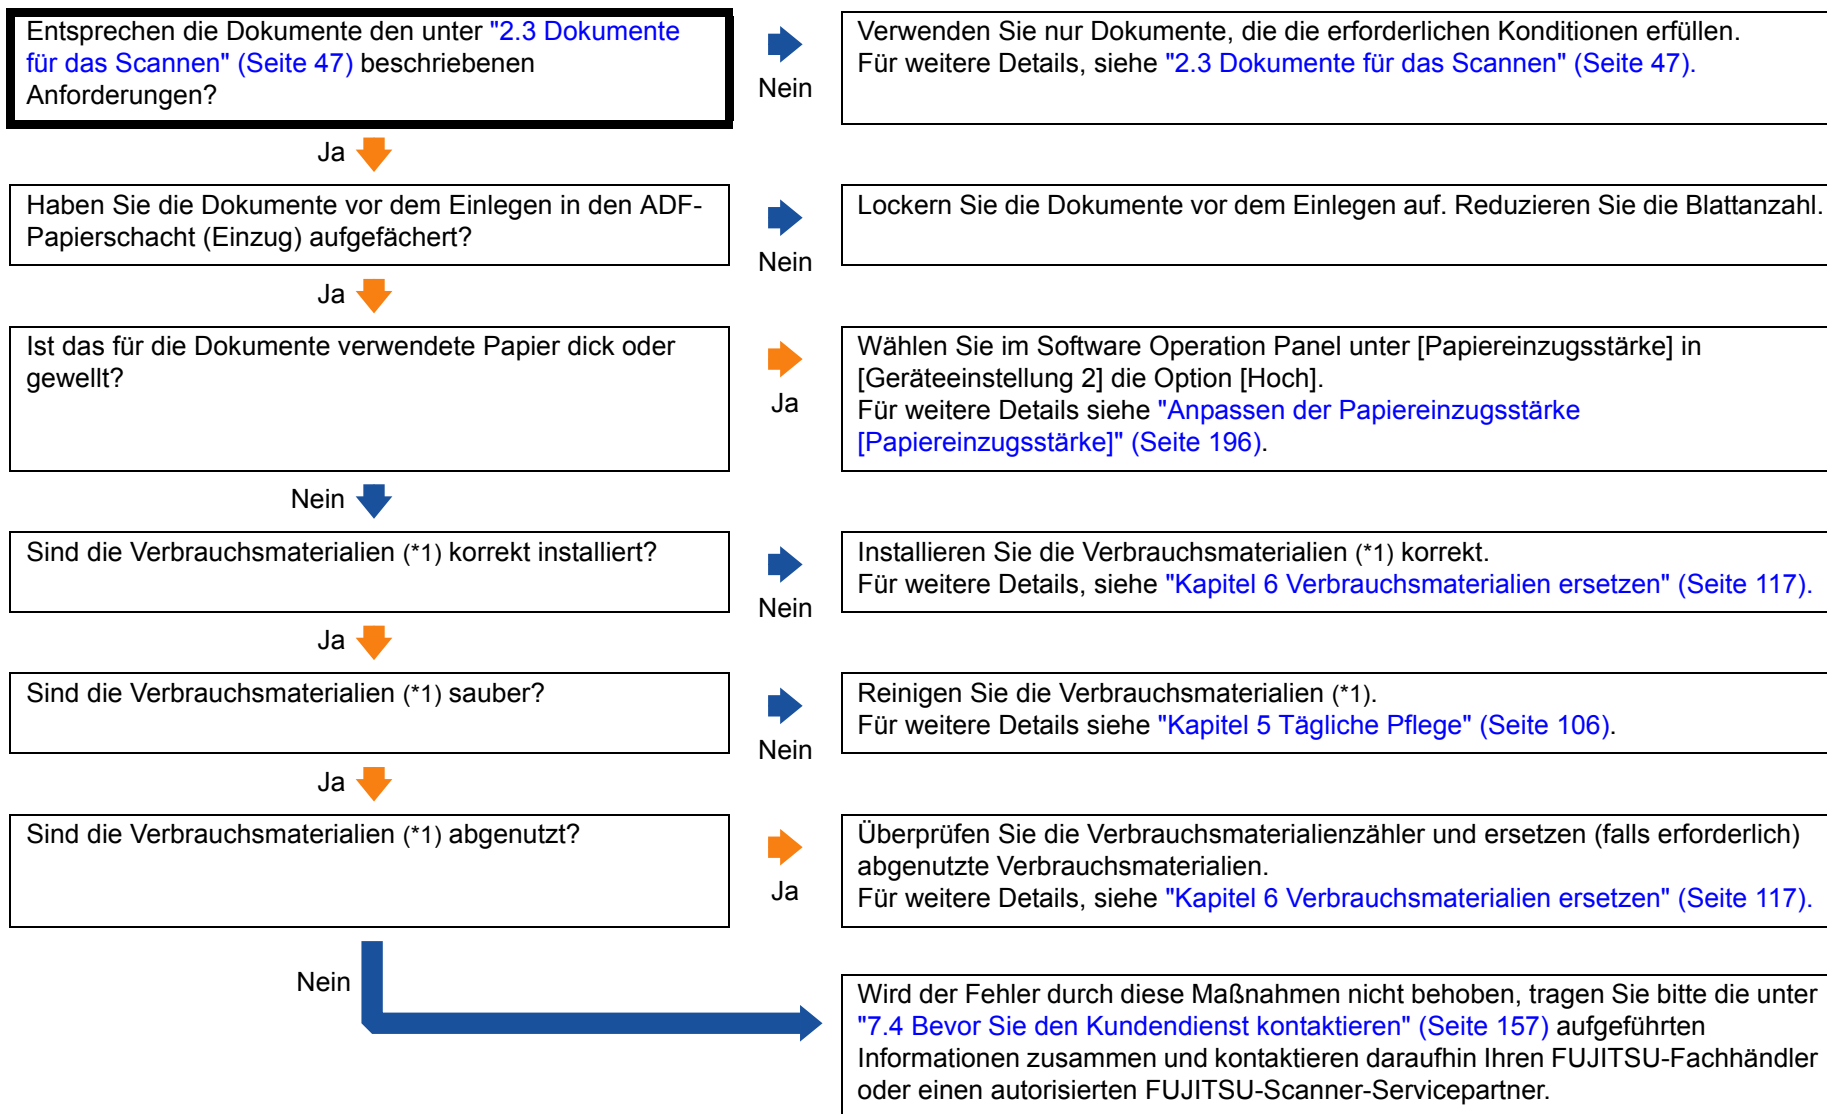 Entsprechen die Dokumente den unter "2.3 Dokumente
für das Scannen" (Seite 47) beschriebenen
Anforderungen?
Nein
Verwenden Sie nur Dokumente, die die erforderlichen Konditionen erfüllen.
Für weitere Details, siehe "2.3 Dokumente für das Scannen" (Seite 47).
Ja
Haben Sie die Dokumente vor dem Einlegen in den ADF-
Papierschacht (Einzug) aufgefächert?
Nein
Lockern Sie die Dokumente vor dem Einlegen auf. Reduzieren Sie die Blattanzahl.
Ja
Ist das für die Dokumente verwendete Papier dick oder
gewellt?
Ja
Wählen Sie im Software Operation Panel unter [Papiereinzugsstärke] in
[Geräteeinstellung 2] die Option [Hoch].
Für weitere Details siehe "Anpassen der Papiereinzugsstärke
[Papiereinzugsstärke]" (Seite 196).
Nein
Sind die Verbrauchsmaterialien (*1) korrekt installiert?
Nein
Installieren Sie die Verbrauchsmaterialien (*1) korrekt.
Für weitere Details, siehe "Kapitel 6 Verbrauchsmaterialien ersetzen" (Seite 117).
Ja
Sind die Verbrauchsmaterialien (*1) sauber?
Nein
Reinigen Sie die Verbrauchsmaterialien (*1).
Für weitere Details siehe "Kapitel 5 Tägliche Pflege" (Seite 106).
Ja
Sind die Verbrauchsmaterialien (*1) abgenutzt?
Ja
Überprüfen Sie die Verbrauchsmaterialienzähler und ersetzen (falls erforderlich)
abgenutzte Verbrauchsmaterialien.
Für weitere Details, siehe "Kapitel 6 Verbrauchsmaterialien ersetzen" (Seite 117).
Nein
Wird der Fehler durch diese Maßnahmen nicht behoben, tragen Sie bitte die unter
"7.4 Bevor Sie den Kundendienst kontaktieren" (Seite 157) aufgeführten
Informationen zusammen und kontaktieren daraufhin Ihren FUJITSU-Fachhändler
oder einen autorisierten FUJITSU-Scanner-Servicepartner.